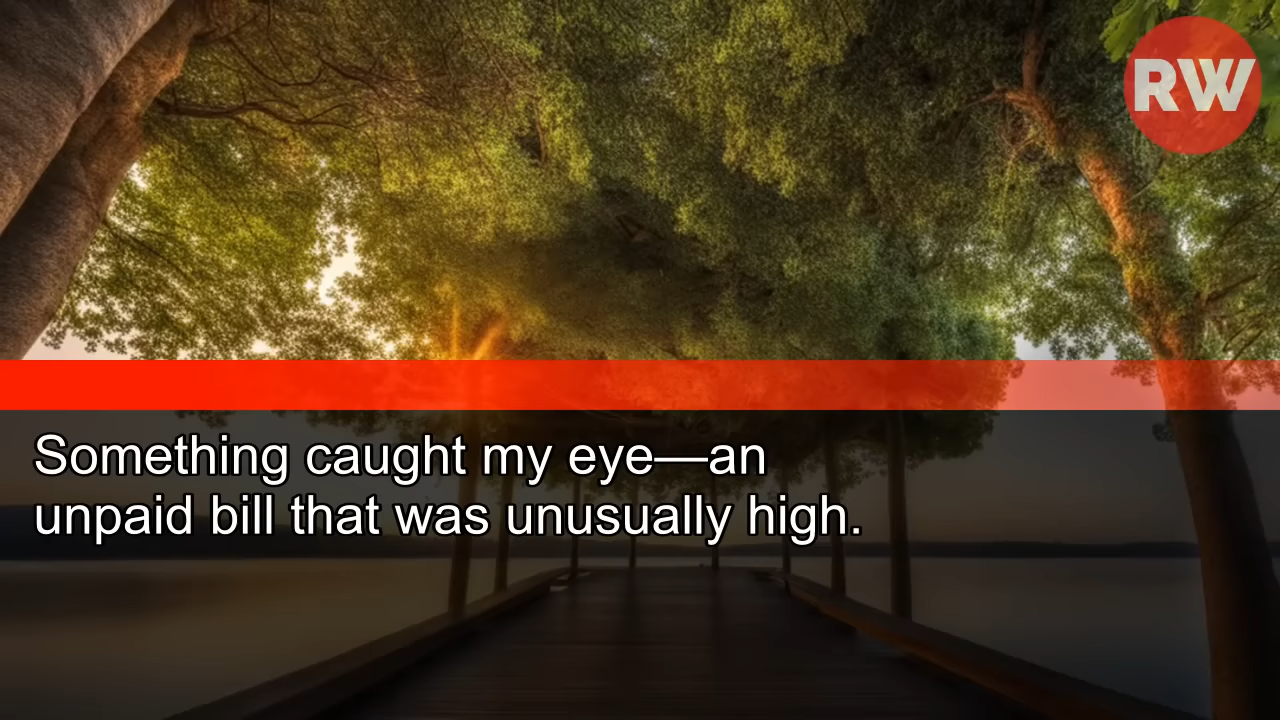 RW
Something caught my eye—an
unpaid bill that was unusually high.